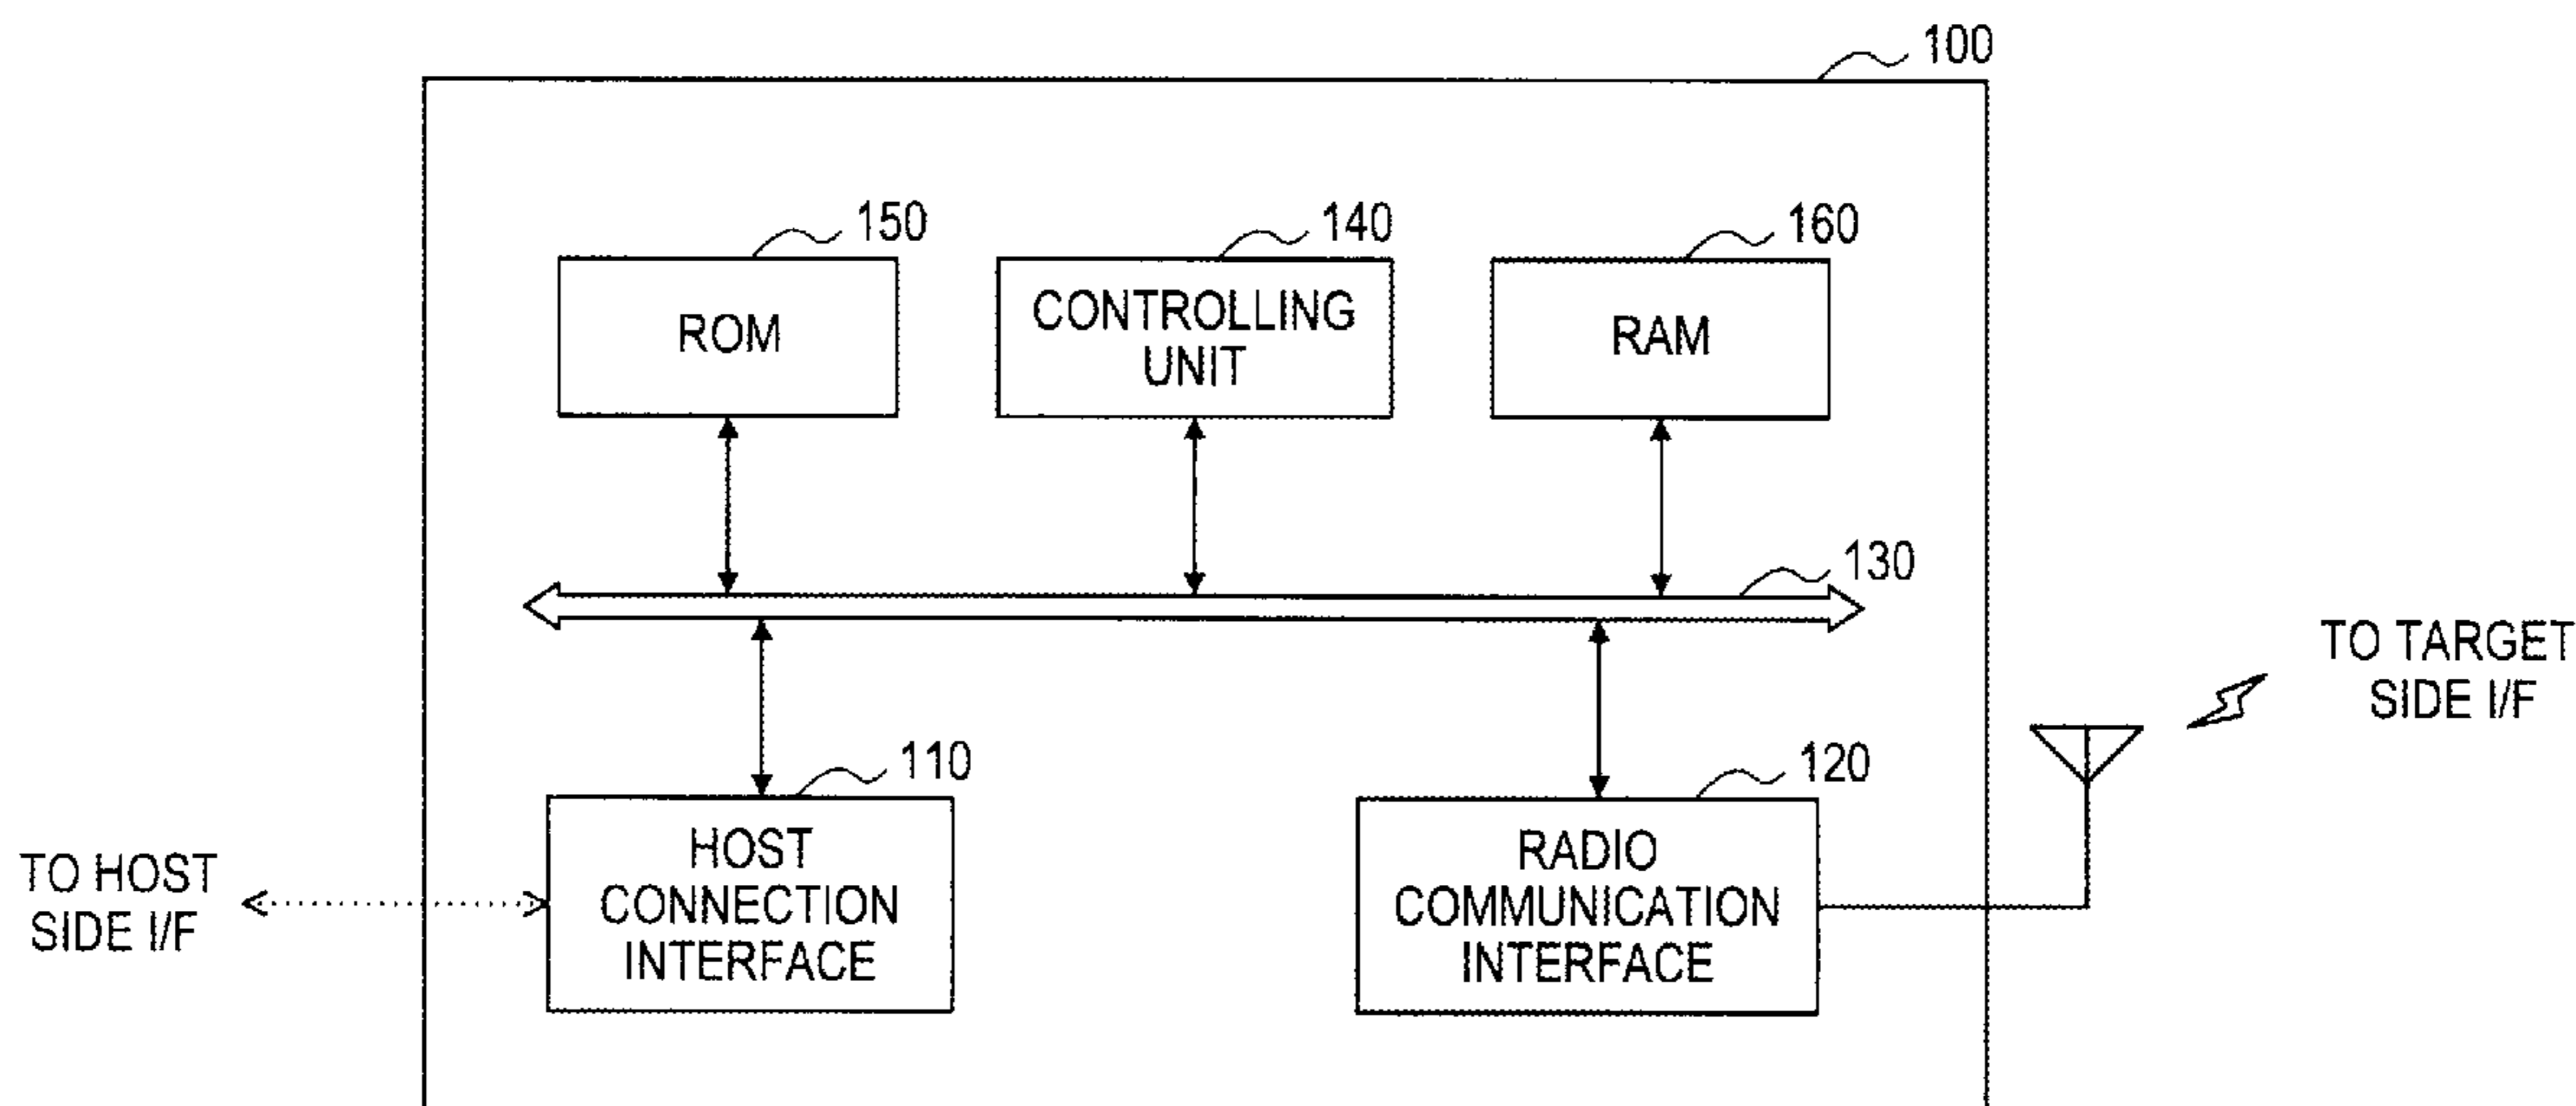 100
150
140
160
ROM
CONTROLLING
UNIT
RAM
130
TO TARGET
SIDE I/F
110
120
TO HOST
SIDE I/F
HOST
CONNECTION
INTERFACE
RADIO
COMMUNICATION
INTERFACE